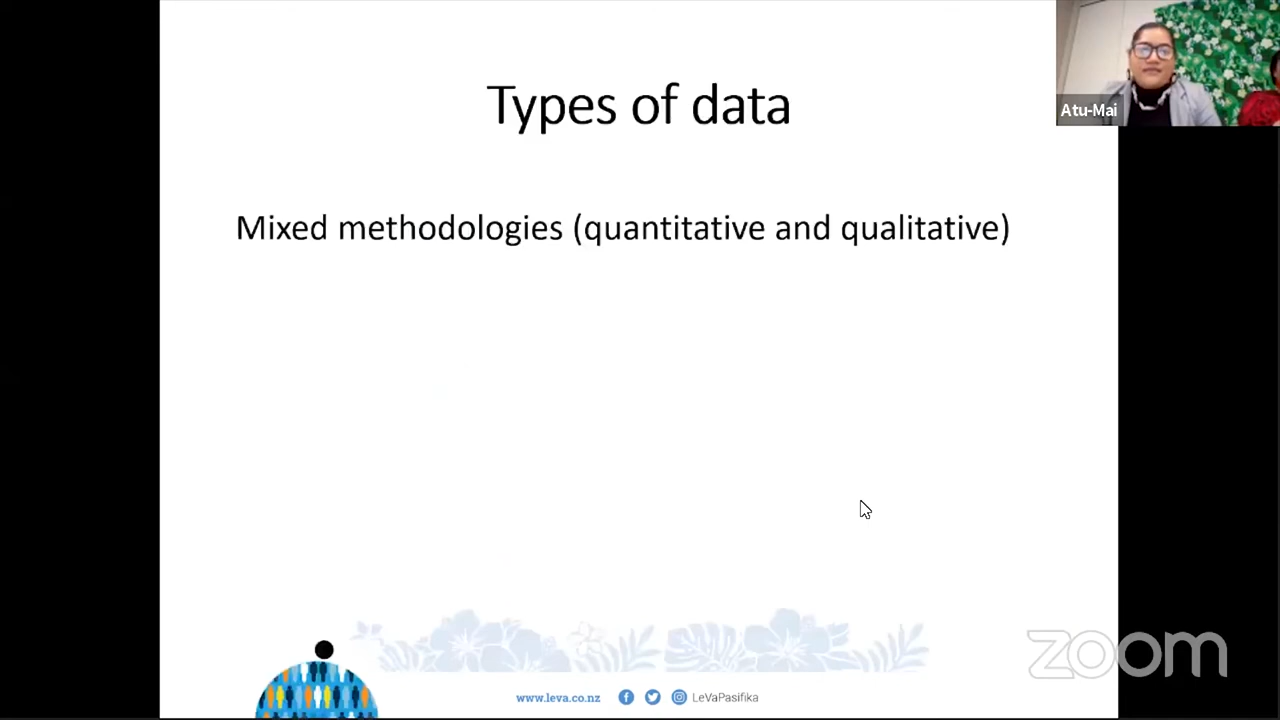 Types of data
Atu-Mai
Mixed methodologies (quantitative and qualitative)
zoom
www.leva.co.nz LeVaPasifika